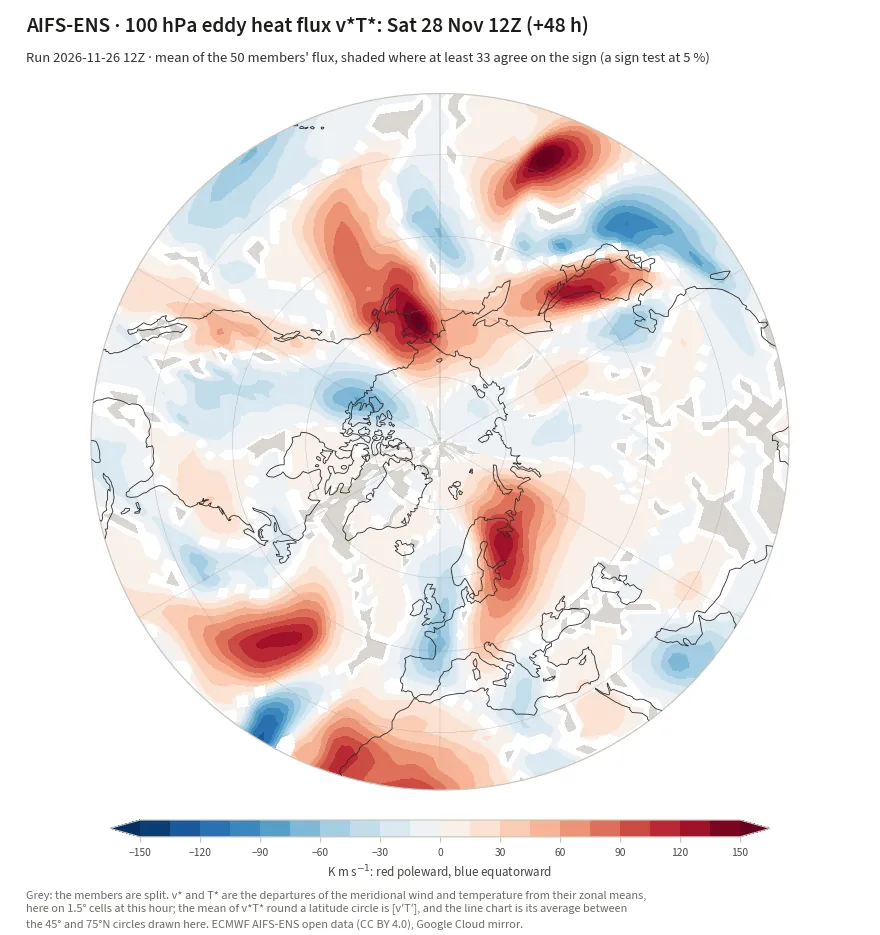 AIFS-ENS · 100 hPa eddy heat flux v*T*: Sat 28 Nov 12Z (+48 h)
Run 2026-11-26 12Z · mean of the 50 members' flux, shaded where at least 33 agree on the sign (a sign test at 5 %)
−150 −120 −90 −60 −30 0 30 60 90 120 150
K m s⁻¹: red poleward, blue equatorward
Grey: the members are split. v* and T* are the departures of the meridional wind and temperature from their zonal means,
here on 1.5° cells at this hour; the mean of v*T* round a latitude circle is [v'T'], and the line chart is its average between
the 45° and 75°N circles drawn here. ECMWF AIFS-ENS open data (CC BY 4.0), Google Cloud mirror.